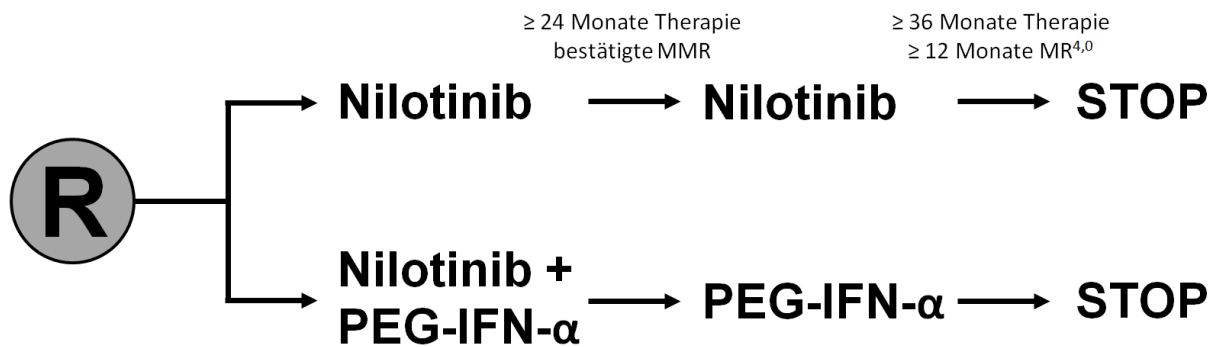 ≥ 24 Monate Therapie
bestätigte MMR
≥ 36 Monate Therapie
≥ 12 Monate MR4,0
Nilotinib
Nilotinib
STOP
R
Nilotinib +
PEG-IFN-α
PEG-IFN-α
STOP